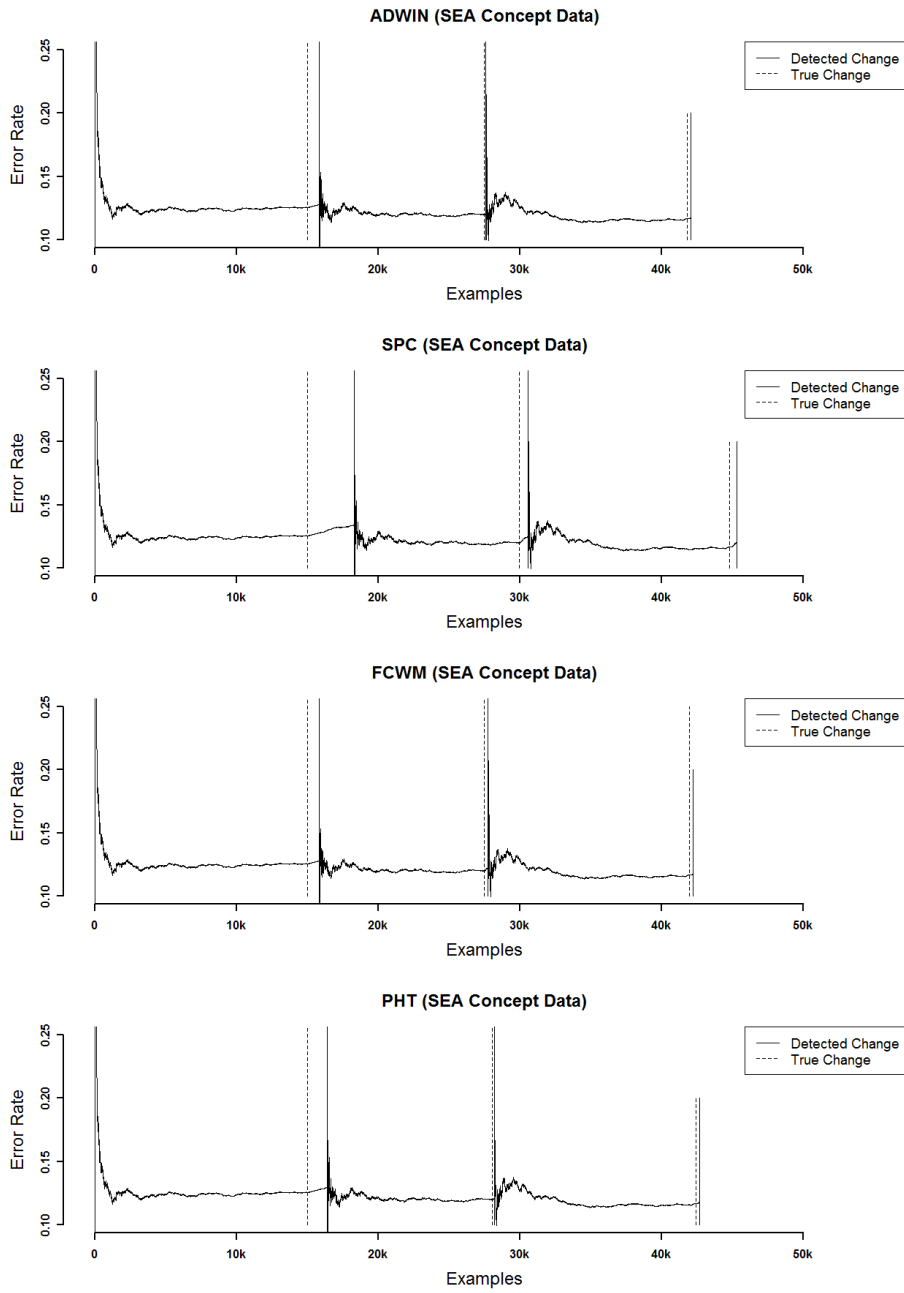 ADWIN (SEA Concept Data)
0.25
0.20
0.15
0.10
Error Rate
Detected Change
True Change
0 10k 20k 30k 40k 50k
Examples
SPC (SEA Concept Data)
0.25
0.20
0.15
0.10
Error Rate
Detected Change
True Change
0 10k 20k 30k 40k 50k
Examples
FCWM (SEA Concept Data)
0.25
0.20
0.15
0.10
Error Rate
Detected Change
True Change
0 10k 20k 30k 40k 50k
Examples
PHT (SEA Concept Data)
0.25
0.20
0.15
0.10
Error Rate
Detected Change
True Change
0 10k 20k 30k 40k 50k
Examples